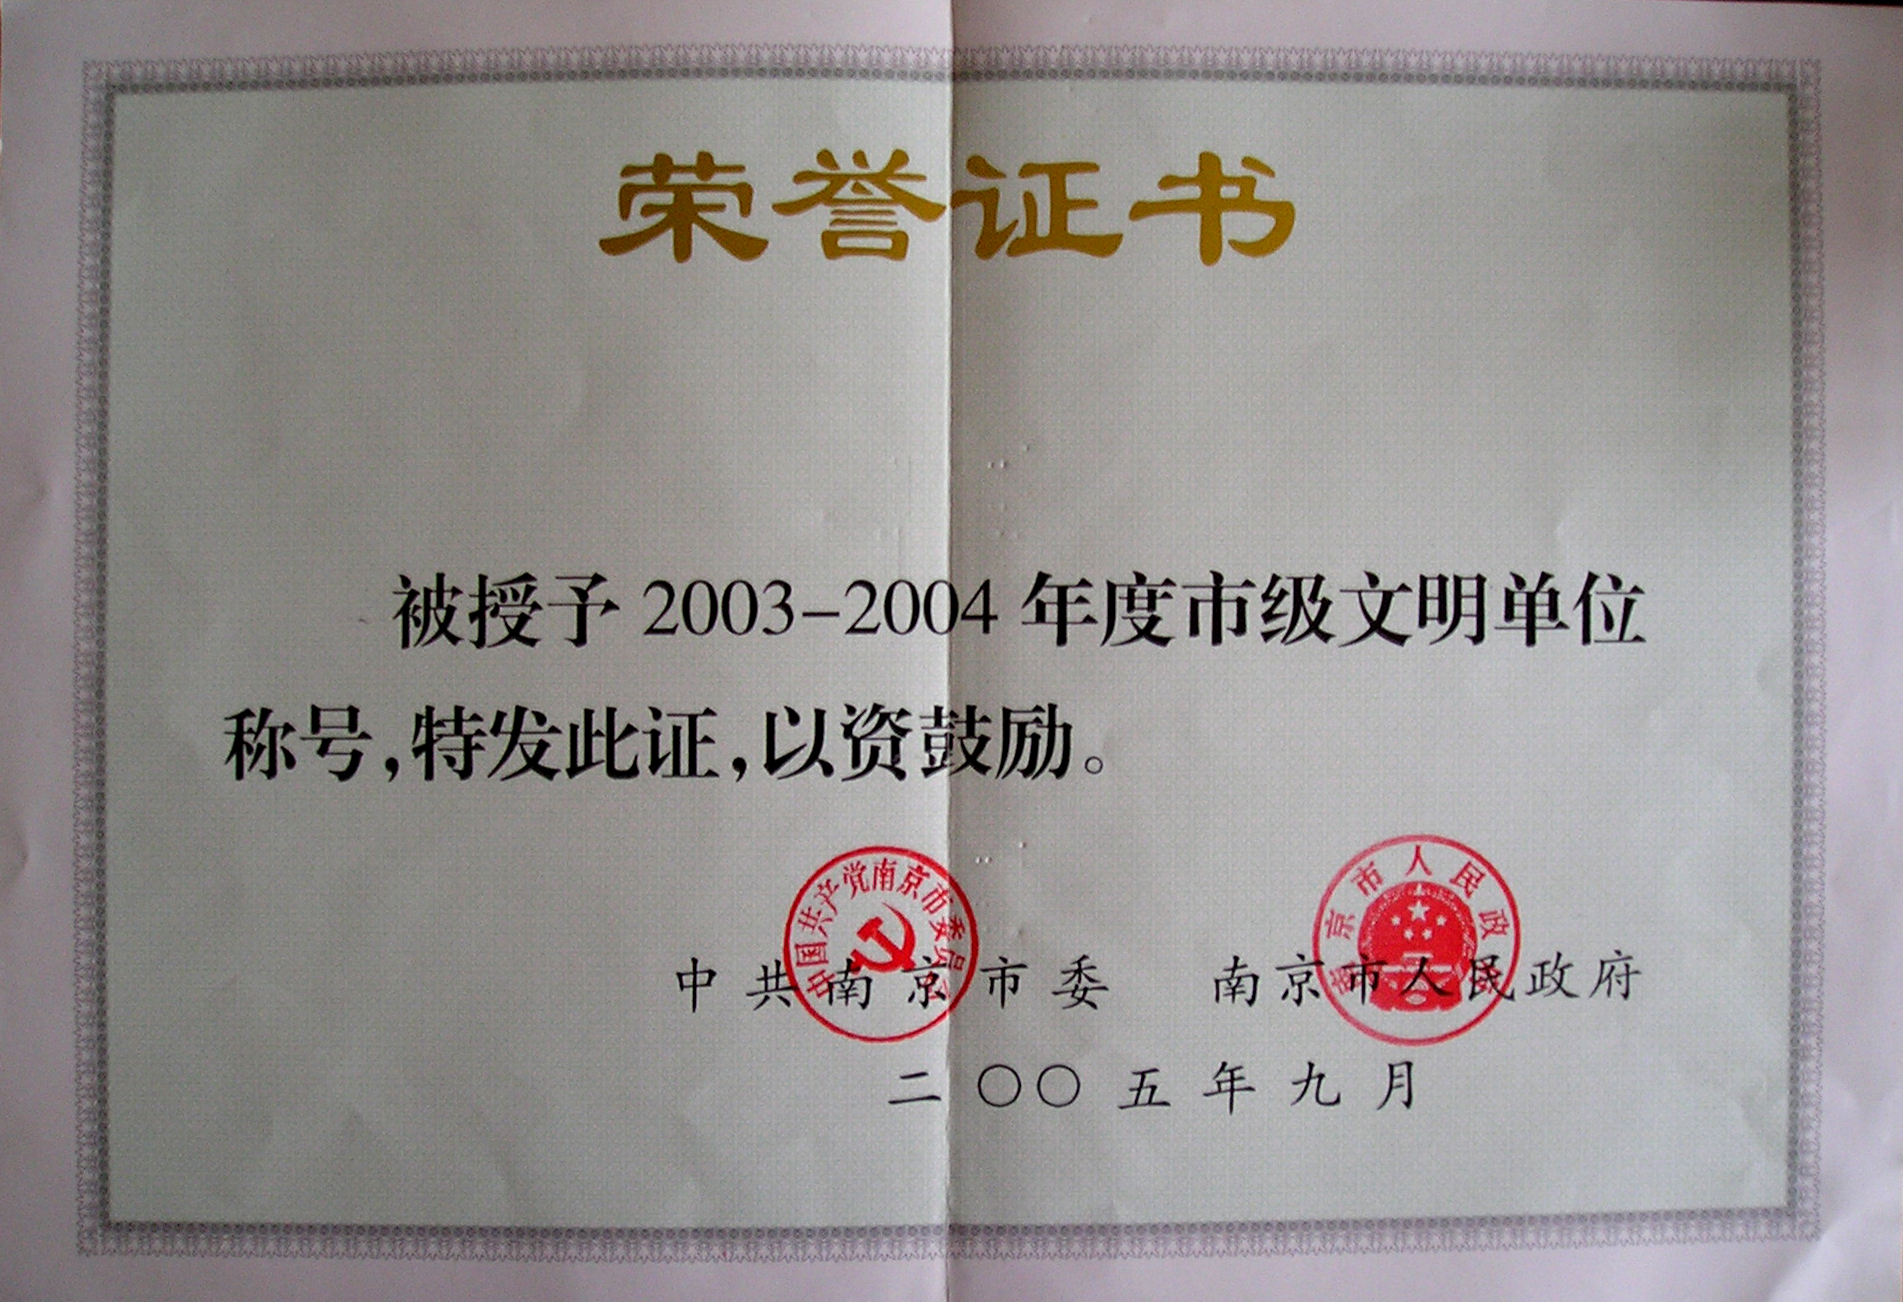 荣誉证书
被授予 2003-2004 年度市级文明单位
称号，特发此证，以资鼓励。
中国共产党南京市委员会
南京市人民政府
中共南京市委 南京市人民政府
二〇〇五年九月